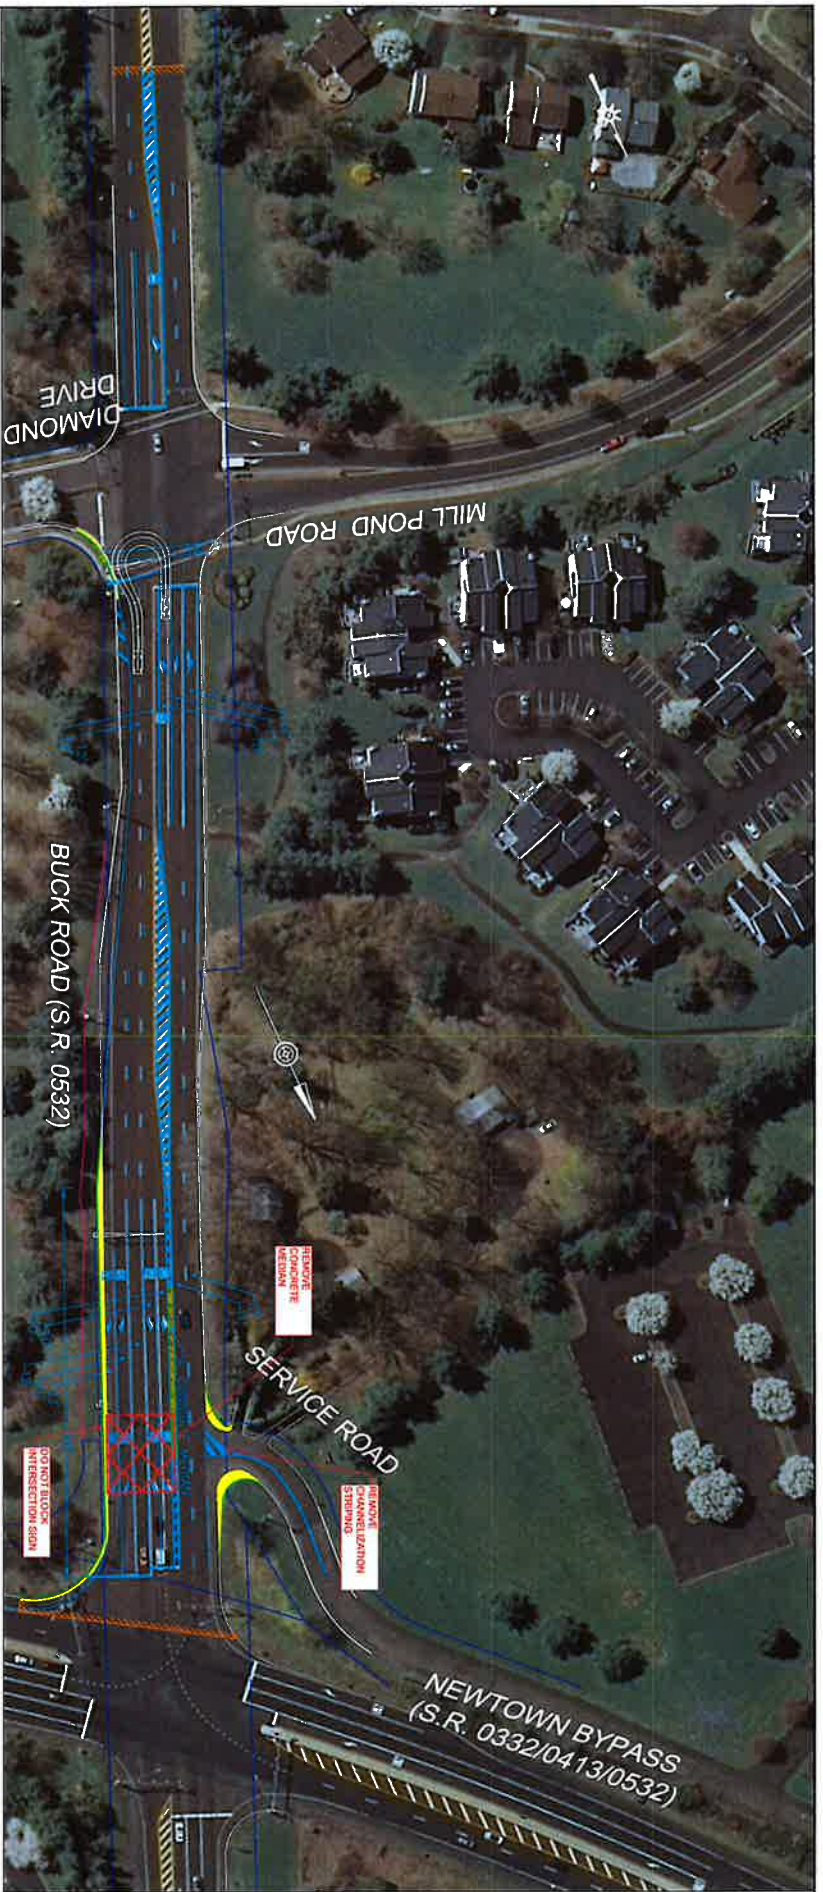 DIAMOND
DRIVE
MILL POND ROAD
BUCK ROAD (S.R. 0532)
REMOVE
CONCRETE
MEDIAN
SERVICE ROAD
REMOVE
CHANNELIZATION
STRIPING
DO NOT BLOCK
INTERSECTION SIGN
NEWTOWN BYPASS
(S.R. 0332/0413/0532)